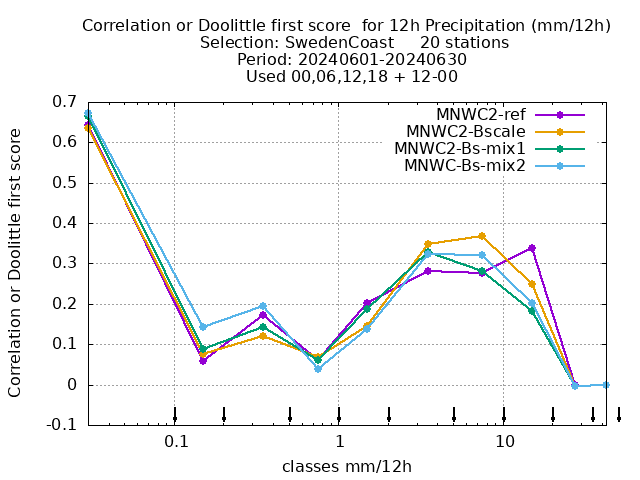 Correlation or Doolittle first score  for 12h Precipitation (mm/12h)
Selection: SwedenCoast     20 stations
Period: 20240601-20240630
Used 00,06,12,18 + 12-00
MNWC2-ref
MNWC2-Bscale
MNWC2-Bs-mix1
MNWC-Bs-mix2
Correlation or Doolittle first score
0.7
0.6
0.5
0.4
0.3
0.2
0.1
0
-0.1
0.1
1
10
classes mm/12h